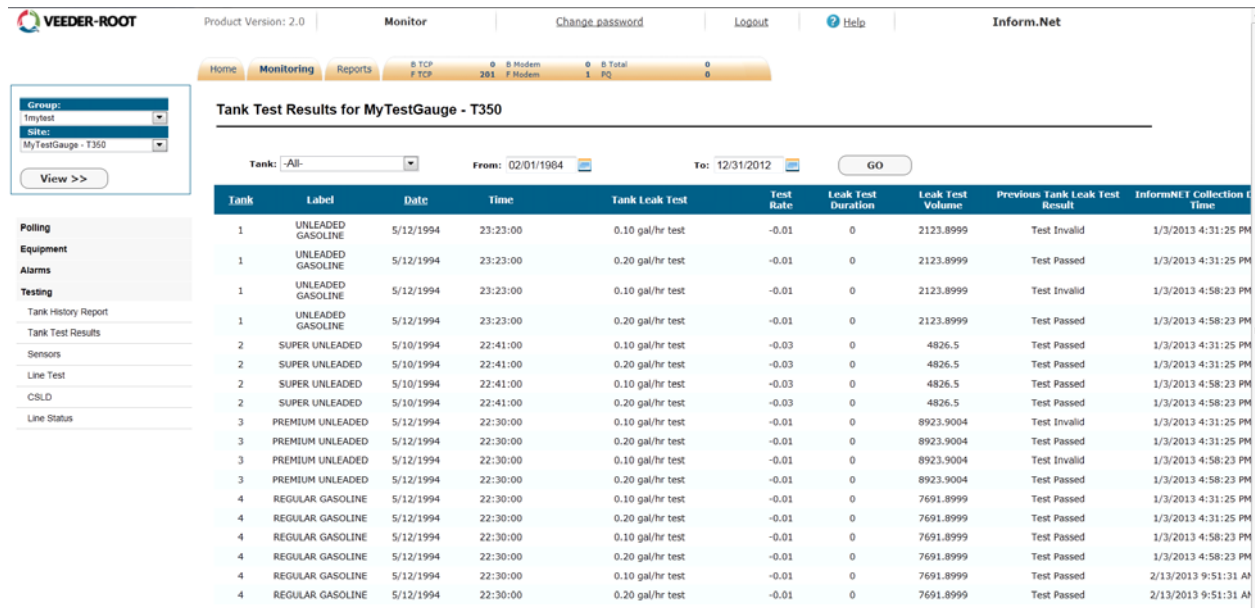 VEEDER-ROOT Product Version: 2.0 Monitor Change password Logout Help Inform.Net
Home Monitoring Reports B TCP 0 B Modem 0 B Total 0
F TCP 201 F Modem 1 PQ 0
Group:
1mytest
Site:
MyTestGauge - T350
View >>
Polling
Equipment
Alarms
Testing
Tank History Report
Tank Test Results
Sensors
Line Test
CSLD
Line Status
Tank Test Results for MyTestGauge - T350
Tank: -All- From: 02/01/1984 To: 12/31/2012 GO
Tank Label Date Time Tank Leak Test Test Rate Leak Test Duration Leak Test Volume Previous Tank Leak Test Result InformNET Collection D Time
1 UNLEADED GASOLINE 5/12/1994 23:23:00 0.10 gal/hr test -0.01 0 2123.8999 Test Invalid 1/3/2013 4:31:25 PM
1 UNLEADED GASOLINE 5/12/1994 23:23:00 0.20 gal/hr test -0.01 0 2123.8999 Test Passed 1/3/2013 4:31:25 PM
1 UNLEADED GASOLINE 5/12/1994 23:23:00 0.10 gal/hr test -0.01 0 2123.8999 Test Invalid 1/3/2013 4:58:23 PM
1 UNLEADED GASOLINE 5/12/1994 23:23:00 0.20 gal/hr test -0.01 0 2123.8999 Test Passed 1/3/2013 4:58:23 PM
2 SUPER UNLEADED 5/10/1994 22:41:00 0.10 gal/hr test -0.03 0 4826.5 Test Passed 1/3/2013 4:31:25 PM
2 SUPER UNLEADED 5/10/1994 22:41:00 0.20 gal/hr test -0.03 0 4826.5 Test Passed 1/3/2013 4:31:25 PM
2 SUPER UNLEADED 5/10/1994 22:41:00 0.10 gal/hr test -0.03 0 4826.5 Test Passed 1/3/2013 4:58:23 PM
2 SUPER UNLEADED 5/10/1994 22:41:00 0.20 gal/hr test -0.03 0 4826.5 Test Passed 1/3/2013 4:58:23 PM
3 PREMIUM UNLEADED 5/12/1994 22:30:00 0.10 gal/hr test -0.01 0 8923.9004 Test Invalid 1/3/2013 4:31:25 PM
3 PREMIUM UNLEADED 5/12/1994 22:30:00 0.20 gal/hr test -0.01 0 8923.9004 Test Passed 1/3/2013 4:31:25 PM
3 PREMIUM UNLEADED 5/12/1994 22:30:00 0.10 gal/hr test -0.01 0 8923.9004 Test Invalid 1/3/2013 4:58:23 PM
3 PREMIUM UNLEADED 5/12/1994 22:30:00 0.20 gal/hr test -0.01 0 8923.9004 Test Passed 1/3/2013 4:58:23 PM
4 REGULAR GASOLINE 5/12/1994 22:30:00 0.10 gal/hr test -0.01 0 7691.8999 Test Passed 1/3/2013 4:31:25 PM
4 REGULAR GASOLINE 5/12/1994 22:30:00 0.20 gal/hr test -0.01 0 7691.8999 Test Passed 1/3/2013 4:31:25 PM
4 REGULAR GASOLINE 5/12/1994 22:30:00 0.10 gal/hr test -0.01 0 7691.8999 Test Passed 1/3/2013 4:58:23 PM
4 REGULAR GASOLINE 5/12/1994 22:30:00 0.20 gal/hr test -0.01 0 7691.8999 Test Passed 1/3/2013 4:58:23 PM
4 REGULAR GASOLINE 5/12/1994 22:30:00 0.10 gal/hr test -0.01 0 7691.8999 Test Passed 2/13/2013 9:51:31 AM
4 REGULAR GASOLINE 5/12/1994 22:30:00 0.20 gal/hr test -0.01 0 7691.8999 Test Passed 2/13/2013 9:51:31 AM